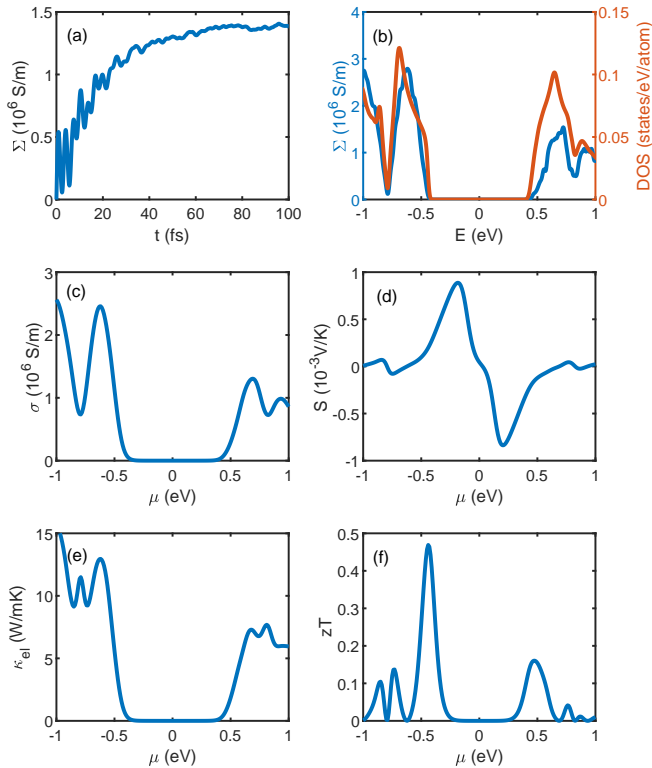 (a)
1.5
1
0.5
0
Σ (10⁶ S/m)
0 20 40 60 80 100
t (fs)
(b)
4
3
2
1
0
Σ (10⁶ S/m)
0.15
0.10
0.05
0.00
DOS (states/eV/atom)
-1 -0.5 0 0.5 1
E (eV)
(c)
3
2
1
0
σ (10⁶ S/m)
-1 -0.5 0 0.5 1
μ (eV)
(d)
1
0.5
0
-0.5
-1
S (10⁻³V/K)
-1 -0.5 0 0.5 1
μ (eV)
(e)
15
10
5
0
κel (W/mK)
-1 -0.5 0 0.5 1
μ (eV)
(f)
0.5
0.4
0.3
0.2
0.1
0
zT
-1 -0.5 0 0.5 1
μ (eV)